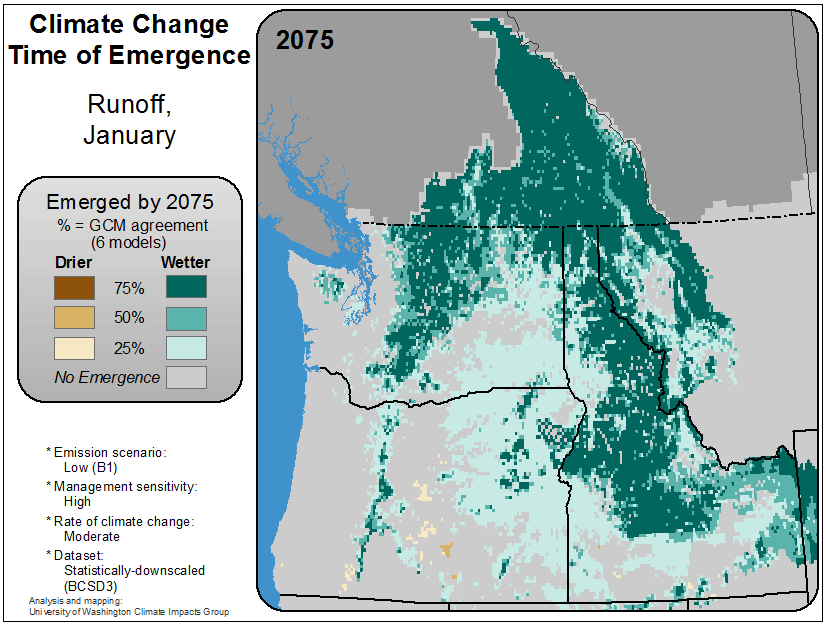 Climate Change
Time of Emergence
Runoff,
January
2075
Emerged by 2075
% = GCM agreement
(6 models)
Drier Wetter
75%
50%
25%
No Emergence
* Emission scenario:
Low (B1)
* Management sensitivity:
High
* Rate of climate change:
Moderate
* Dataset:
Statistically-downscaled
(BCSD3)
Analysis and mapping:
University of Washington Climate Impacts Group